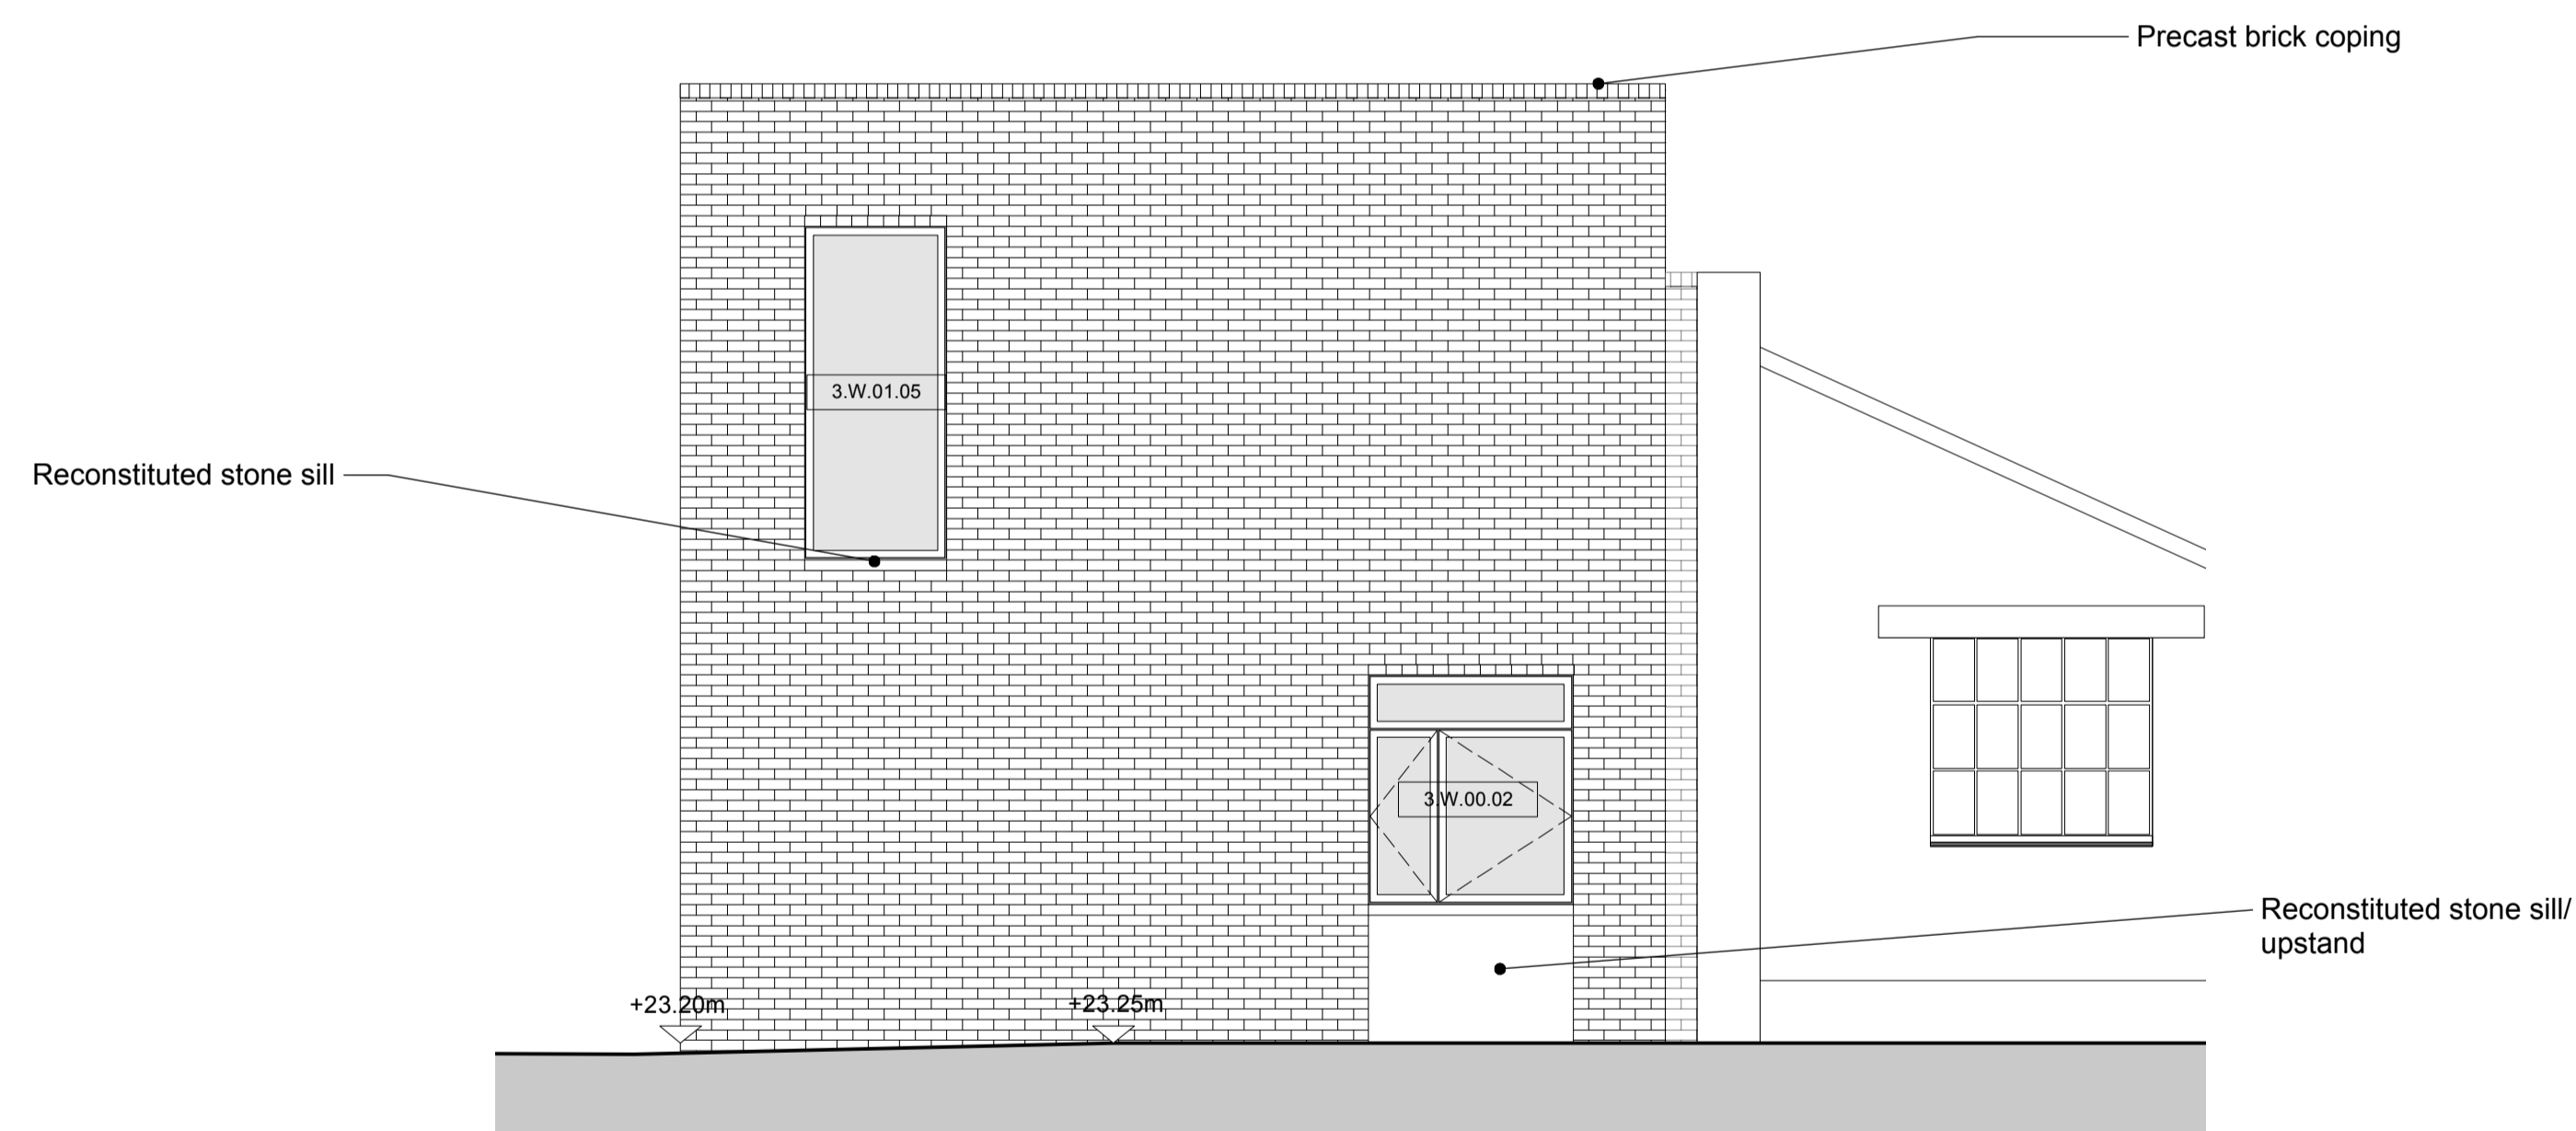 Precast brick coping
3.W.01.05
Reconstituted stone sill
3.W.00.02
Reconstituted stone sill/
upstand
+23.20m
+23.25m